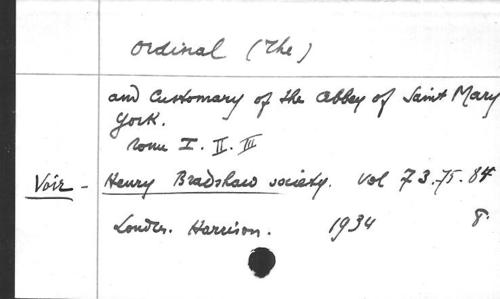 Ordinal (The)
and Customary of the Abbey of Saint Mary
York.
Tome I. II. III
Voir - Henry Bradshaw society. vol 73.75.84
London. Harrison. 1934 8.